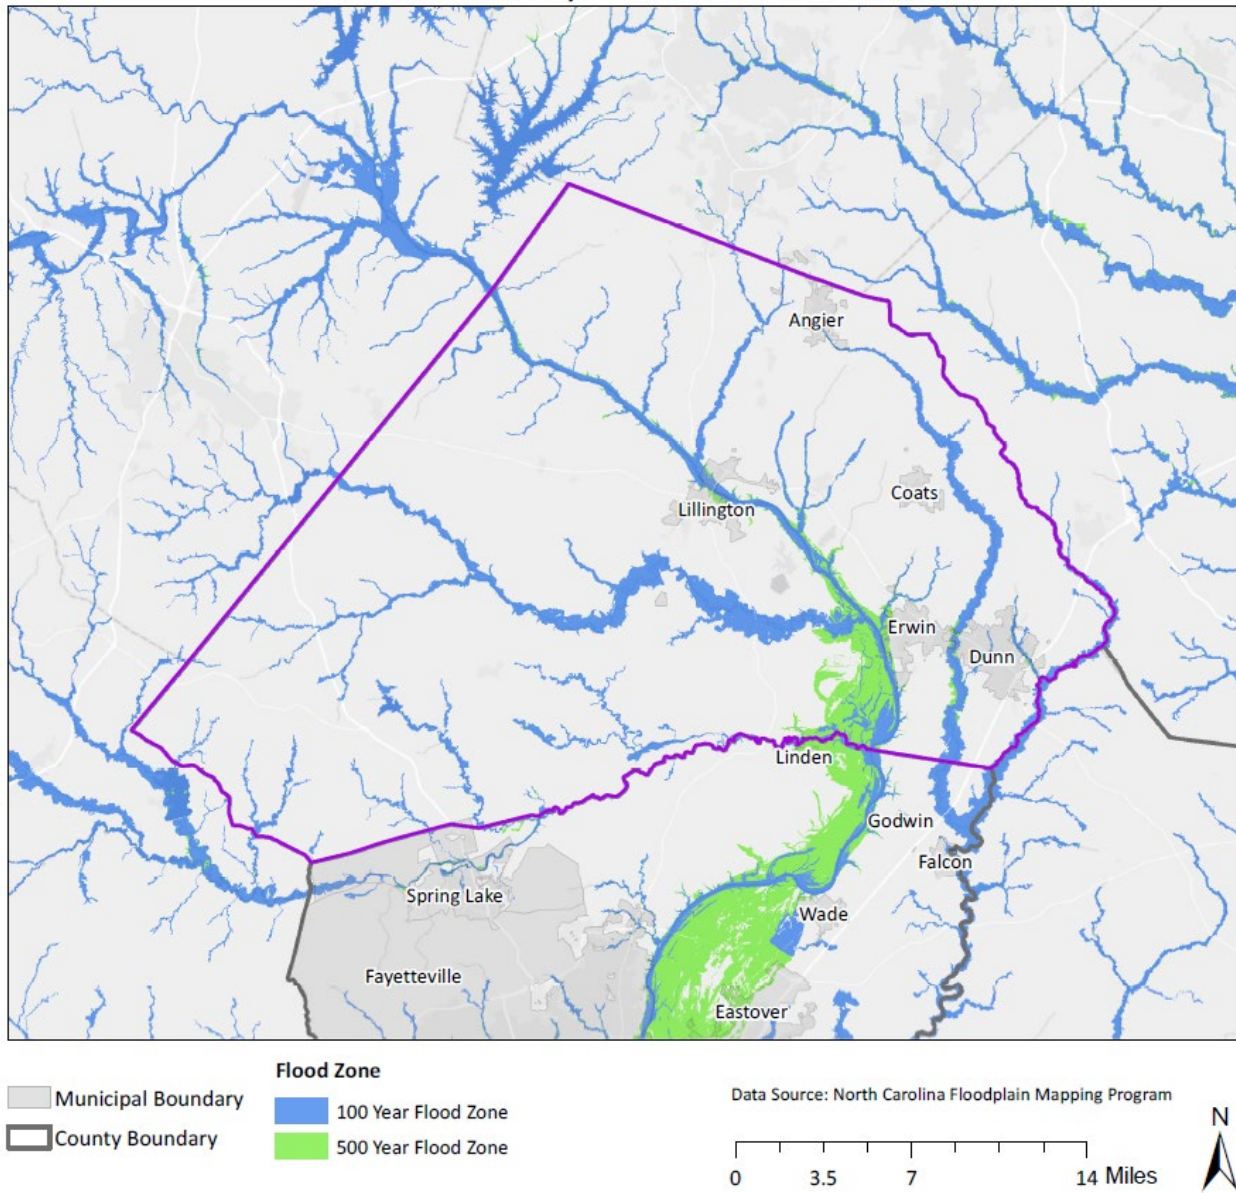 Angier
Coats
Lillington
Erwin
Dunn
Linden
Godwin
Falcon
Spring Lake
Wade
Fayetteville
Eastover
Flood Zone
Municipal Boundary
County Boundary
100 Year Flood Zone
500 Year Flood Zone
Data Source: North Carolina Floodplain Mapping Program
N
0 3.5 7 14 Miles